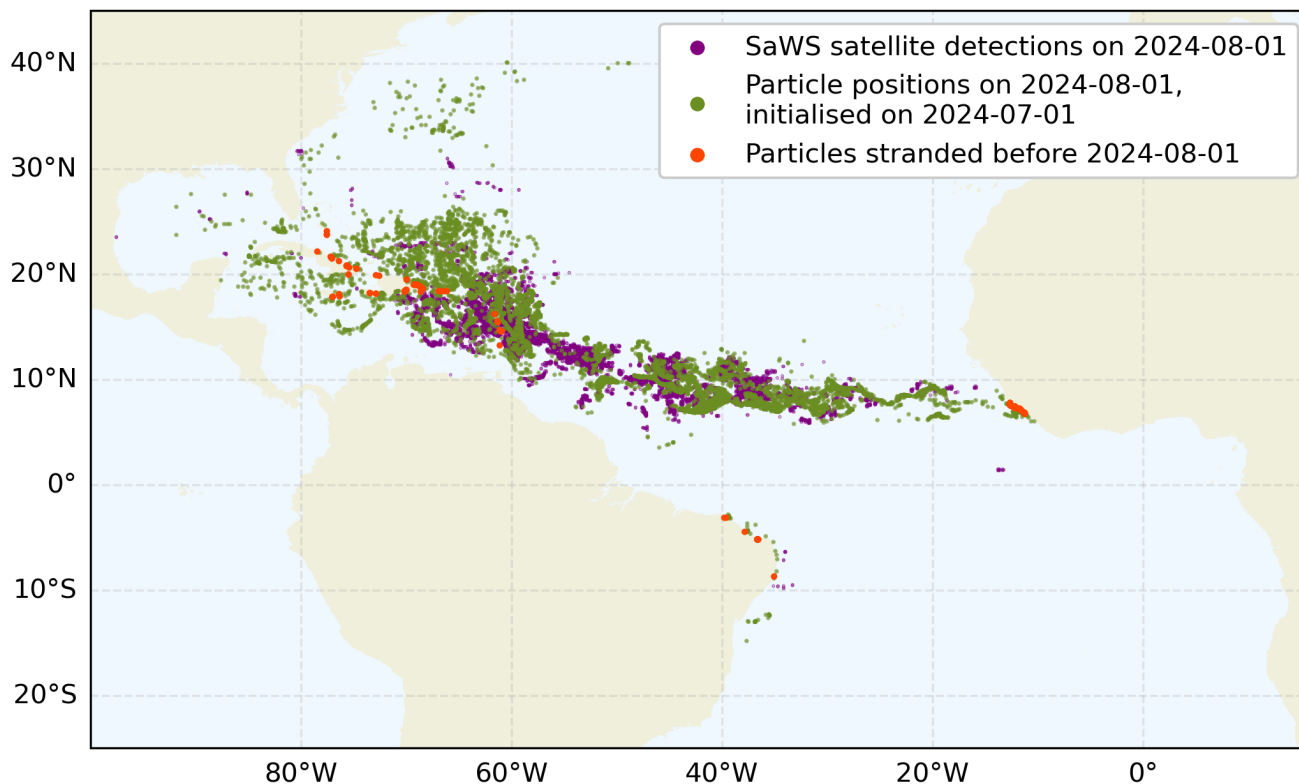 SaWS satellite detections on 2024-08-01
Particle positions on 2024-08-01,
initialised on 2024-07-01
Particles stranded before 2024-08-01
40°N
30°N
20°N
10°N
0°
10°S
20°S
80°W
60°W
40°W
20°W
0°